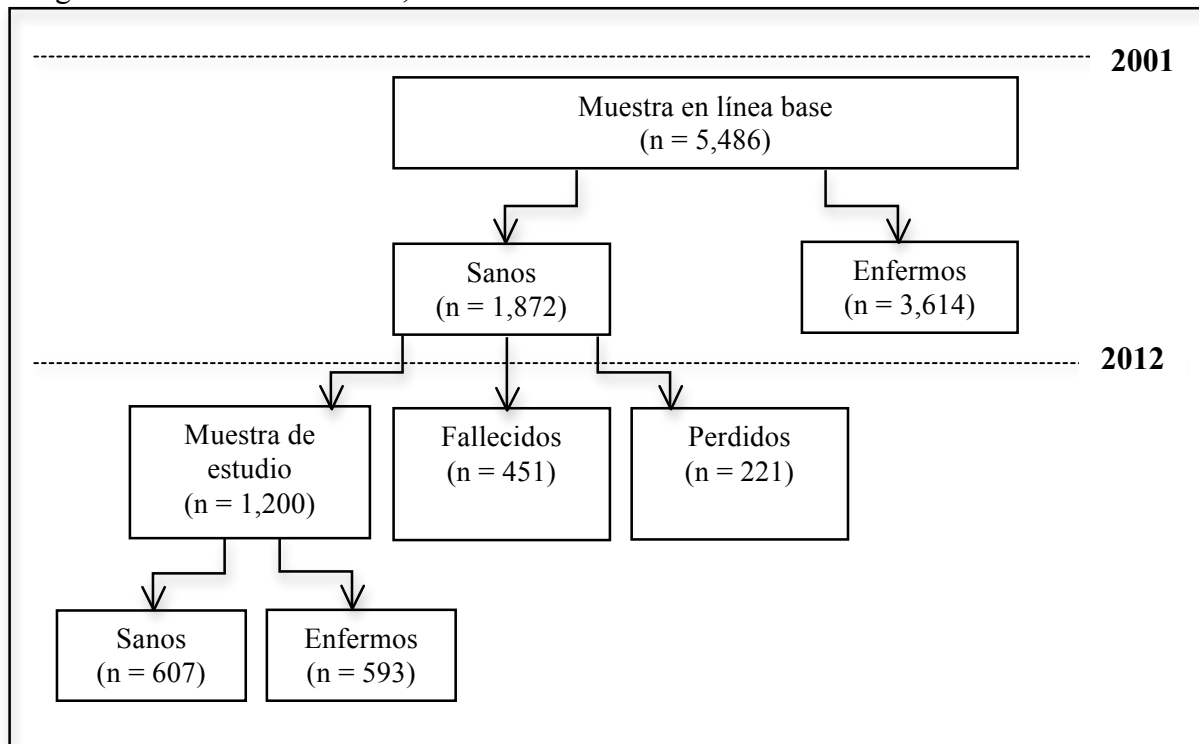 2001
Muestra en línea base
(n = 5,486)
Sanos
(n = 1,872)
Enfermos
(n = 3,614)
2012
Muestra de
estudio
(n = 1,200)
Fallecidos
(n = 451)
Perdidos
(n = 221)
Sanos
(n = 607)
Enfermos
(n = 593)